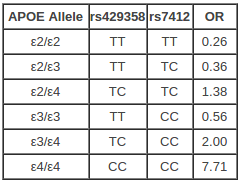 APOE Allele rs429358 rs7412 OR
ε2/ε2 TT TT 0.26
ε2/ε3 TT TC 0.36
ε2/ε4 TC TC 1.38
ε3/ε3 TT CC 0.56
ε3/ε4 TC CC 2.00
ε4/ε4 CC CC 7.71